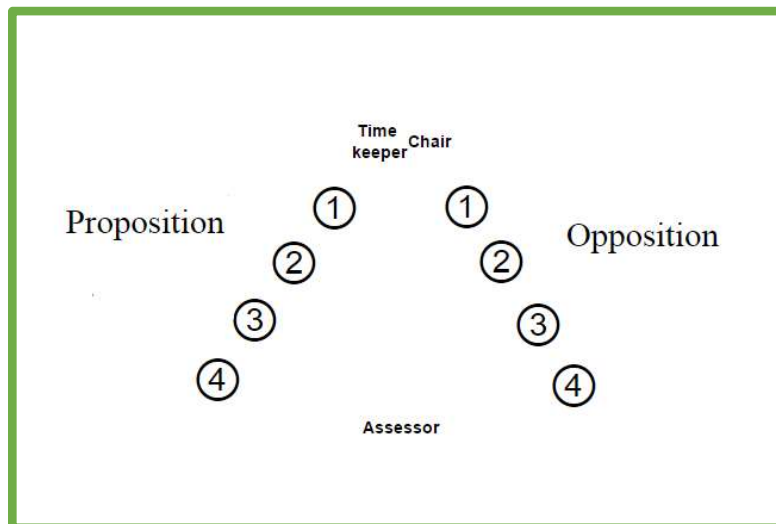 Time
keeper Chair
1 1
Proposition
Opposition
2 2
3 3
4 4
Assessor